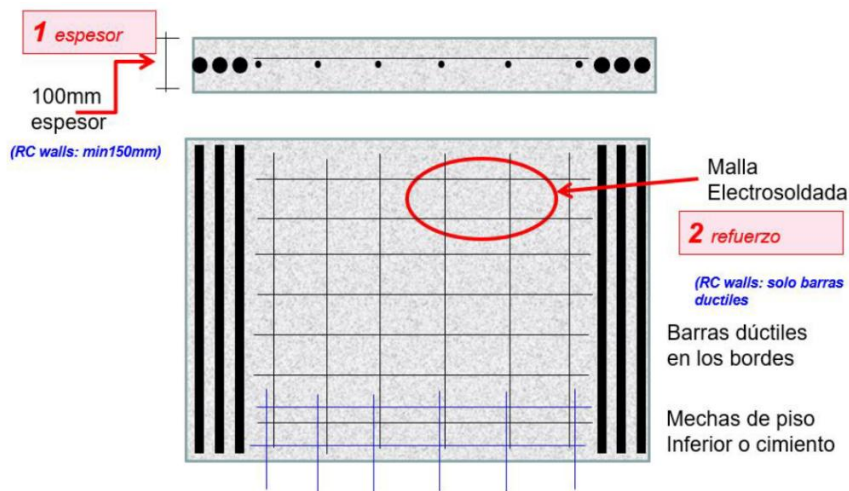 1 espesor
100mm
espesor
(RC walls: min150mm)
Malla
Electrosoldada
2 refuerzo
(RC walls: solo barras
ductiles
Barras dúctiles
en los bordes
Mechas de piso
Inferior o cimiento